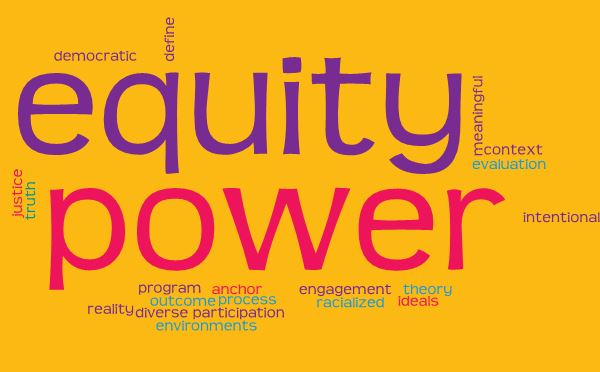 define
democratic
equity
meaningful
context
evaluation
justice
truth
power
intentional
program anchor engagement theory
outcome process racialized ideals
reality diverse participation
environments